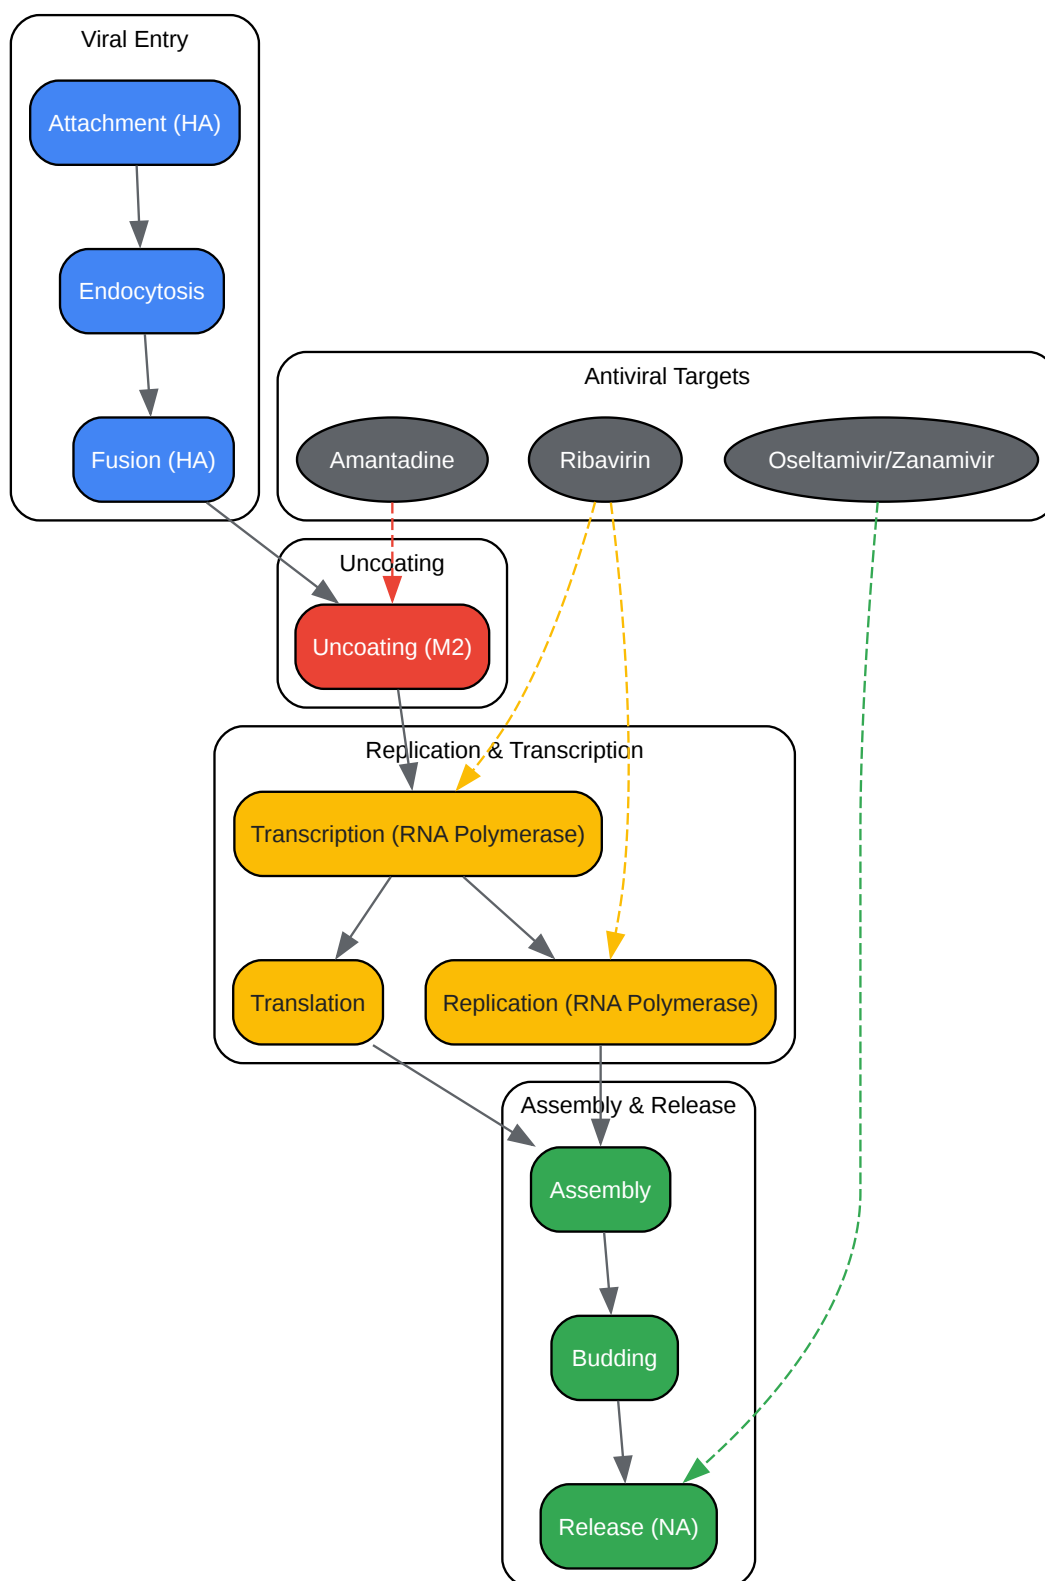 Viral Entry
Attachment (HA)
Endocytosis
Fusion (HA)
Antiviral Targets
Amantadine
Ribavirin
Oseltamivir/Zanamivir
Uncoating
Uncoating (M2)
Replication & Transcription
Transcription (RNA Polymerase)
Translation
Replication (RNA Polymerase)
Assembly & Release
Assembly
Budding
Release (NA)